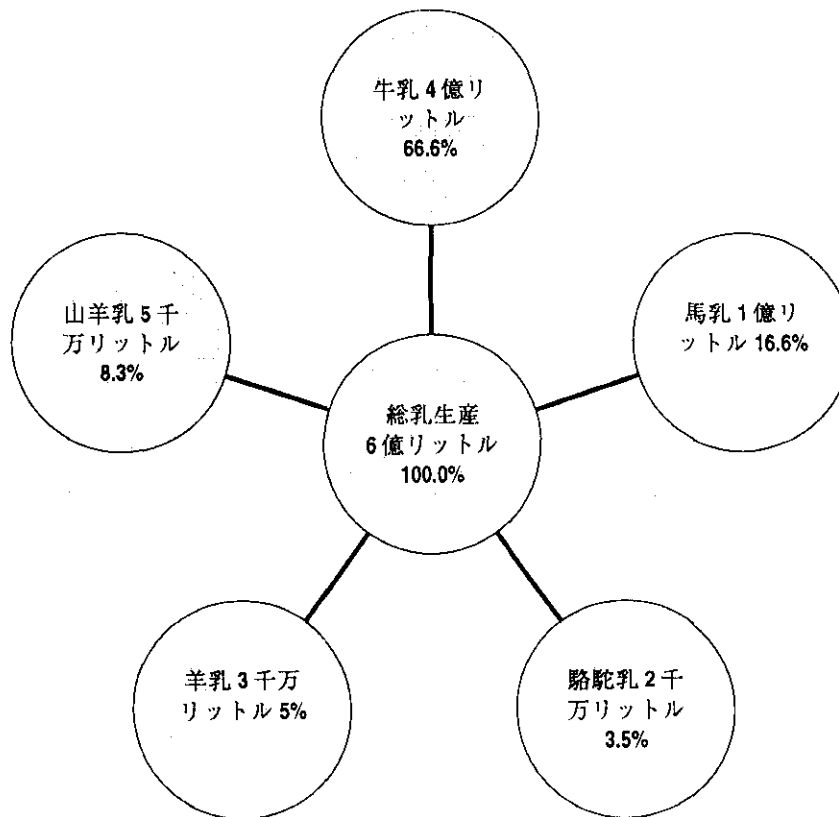 牛乳 4 億リ
ットル
66.6%
山羊乳 5 千
万リットル
8.3%
馬乳 1 億リ
ットル 16.6%
総乳生産
6 億リットル
100.0%
羊乳 3 千万
リットル 5%
駱駝乳 2 千
万リットル
3.5%